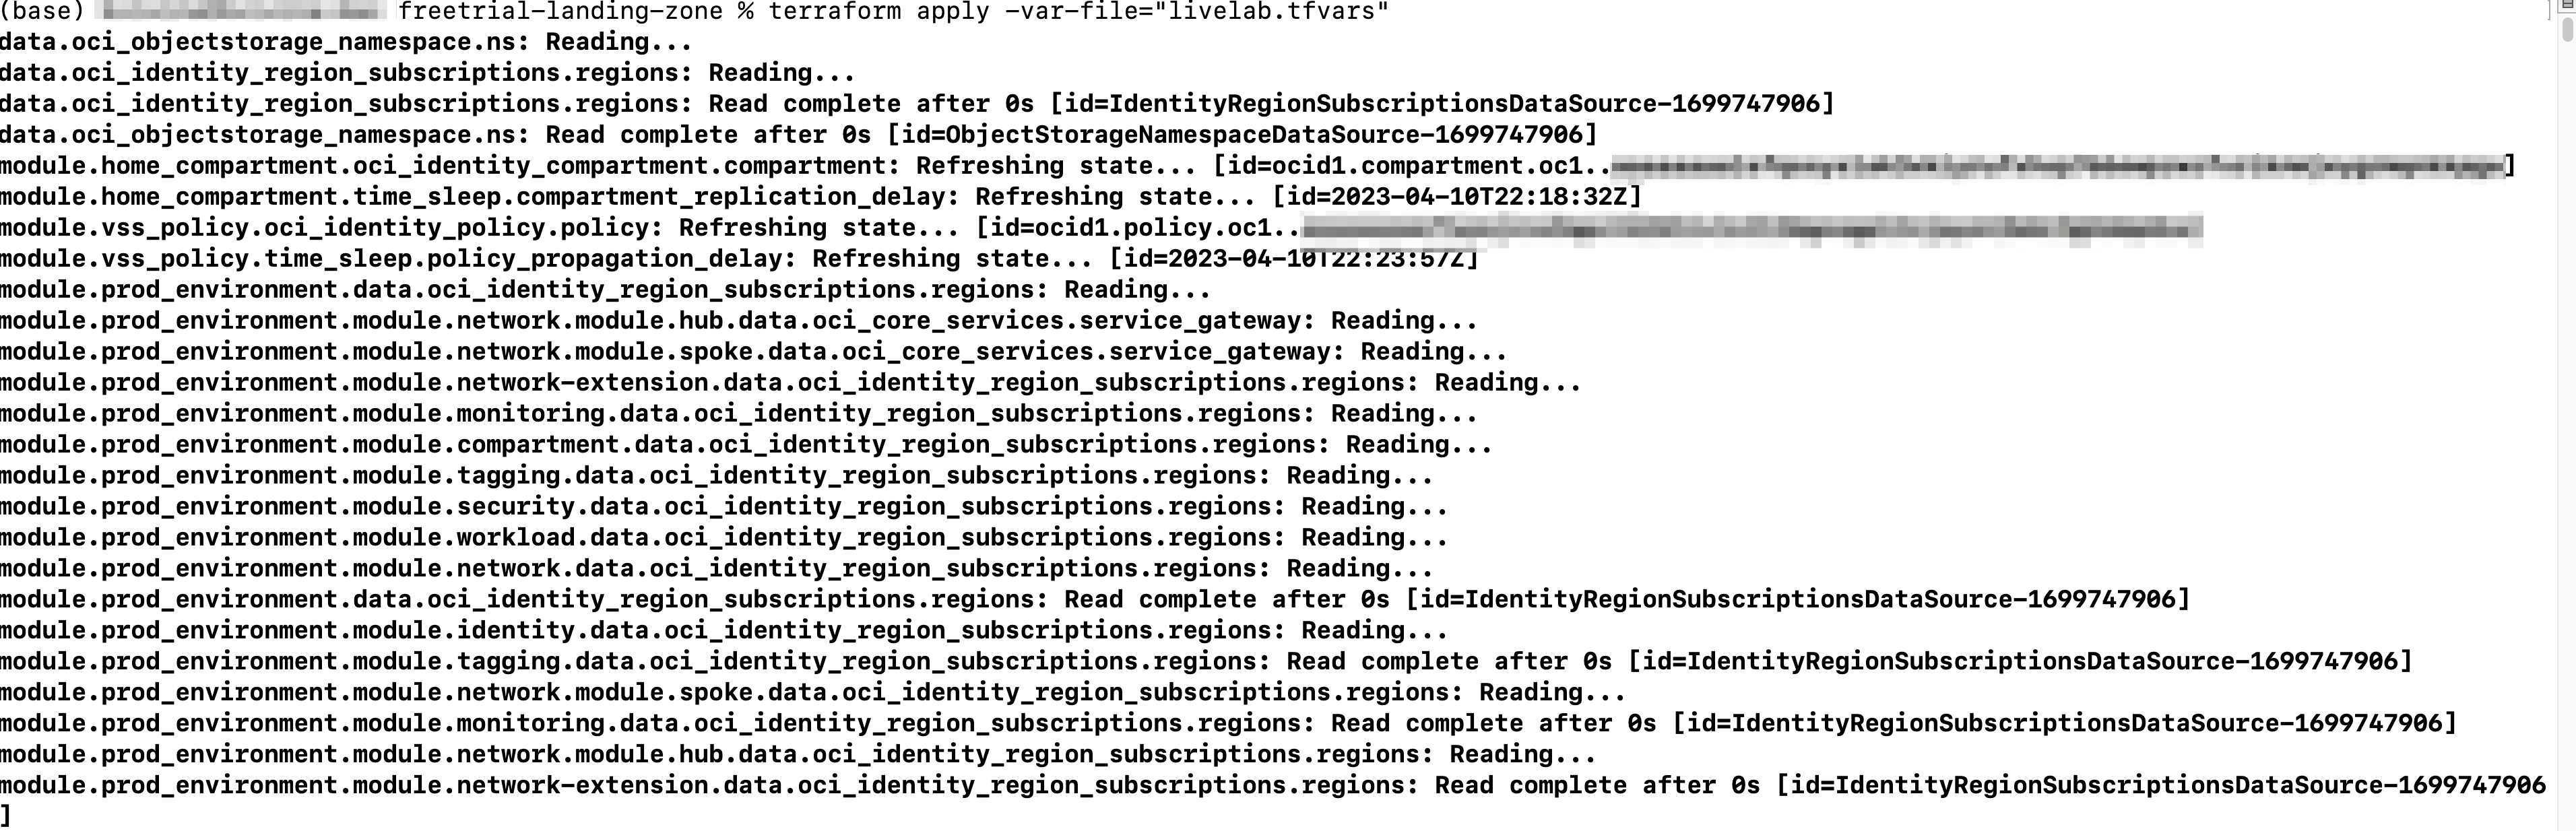 (base) freetrial-landing-zone % terraform apply -var-file="livelab.tfvars"
data.oci_objectstorage_namespace.ns: Reading...
data.oci_identity_region_subscriptions.regions: Reading...
data.oci_identity_region_subscriptions.regions: Read complete after 0s [id=IdentityRegionSubscriptionsDataSource-1699747906]
data.oci_objectstorage_namespace.ns: Read complete after 0s [id=ObjectStorageNamespaceDataSource-1699747906]
module.home_compartment.oci_identity_compartment.compartment: Refreshing state... [id=ocid1.compartment.oc1.. ]
module.home_compartment.time_sleep.compartment_replication_delay: Refreshing state... [id=2023-04-10T22:18:32Z]
module.vss_policy.oci_identity_policy.policy: Refreshing state... [id=ocid1.policy.oc1..
module.vss_policy.time_sleep.policy_propagation_delay: Refreshing state... [id=2023-04-10T22:23:57Z]
module.prod_environment.data.oci_identity_region_subscriptions.regions: Reading...
module.prod_environment.module.network.module.hub.data.oci_core_services.service_gateway: Reading...
module.prod_environment.module.network.module.spoke.data.oci_core_services.service_gateway: Reading...
module.prod_environment.module.network-extension.data.oci_identity_region_subscriptions.regions: Reading...
module.prod_environment.module.monitoring.data.oci_identity_region_subscriptions.regions: Reading...
module.prod_environment.module.compartment.data.oci_identity_region_subscriptions.regions: Reading...
module.prod_environment.module.tagging.data.oci_identity_region_subscriptions.regions: Reading...
module.prod_environment.module.security.data.oci_identity_region_subscriptions.regions: Reading...
module.prod_environment.module.workload.data.oci_identity_region_subscriptions.regions: Reading...
module.prod_environment.module.network.data.oci_identity_region_subscriptions.regions: Reading...
module.prod_environment.data.oci_identity_region_subscriptions.regions: Read complete after 0s [id=IdentityRegionSubscriptionsDataSource-1699747906]
module.prod_environment.module.identity.data.oci_identity_region_subscriptions.regions: Reading...
module.prod_environment.module.tagging.data.oci_identity_region_subscriptions.regions: Read complete after 0s [id=IdentityRegionSubscriptionsDataSource-1699747906]
module.prod_environment.module.network.module.spoke.data.oci_identity_region_subscriptions.regions: Reading...
module.prod_environment.module.monitoring.data.oci_identity_region_subscriptions.regions: Read complete after 0s [id=IdentityRegionSubscriptionsDataSource-1699747906]
module.prod_environment.module.network.module.hub.data.oci_identity_region_subscriptions.regions: Reading...
module.prod_environment.module.network-extension.data.oci_identity_region_subscriptions.regions: Read complete after 0s [id=IdentityRegionSubscriptionsDataSource-1699747906
]